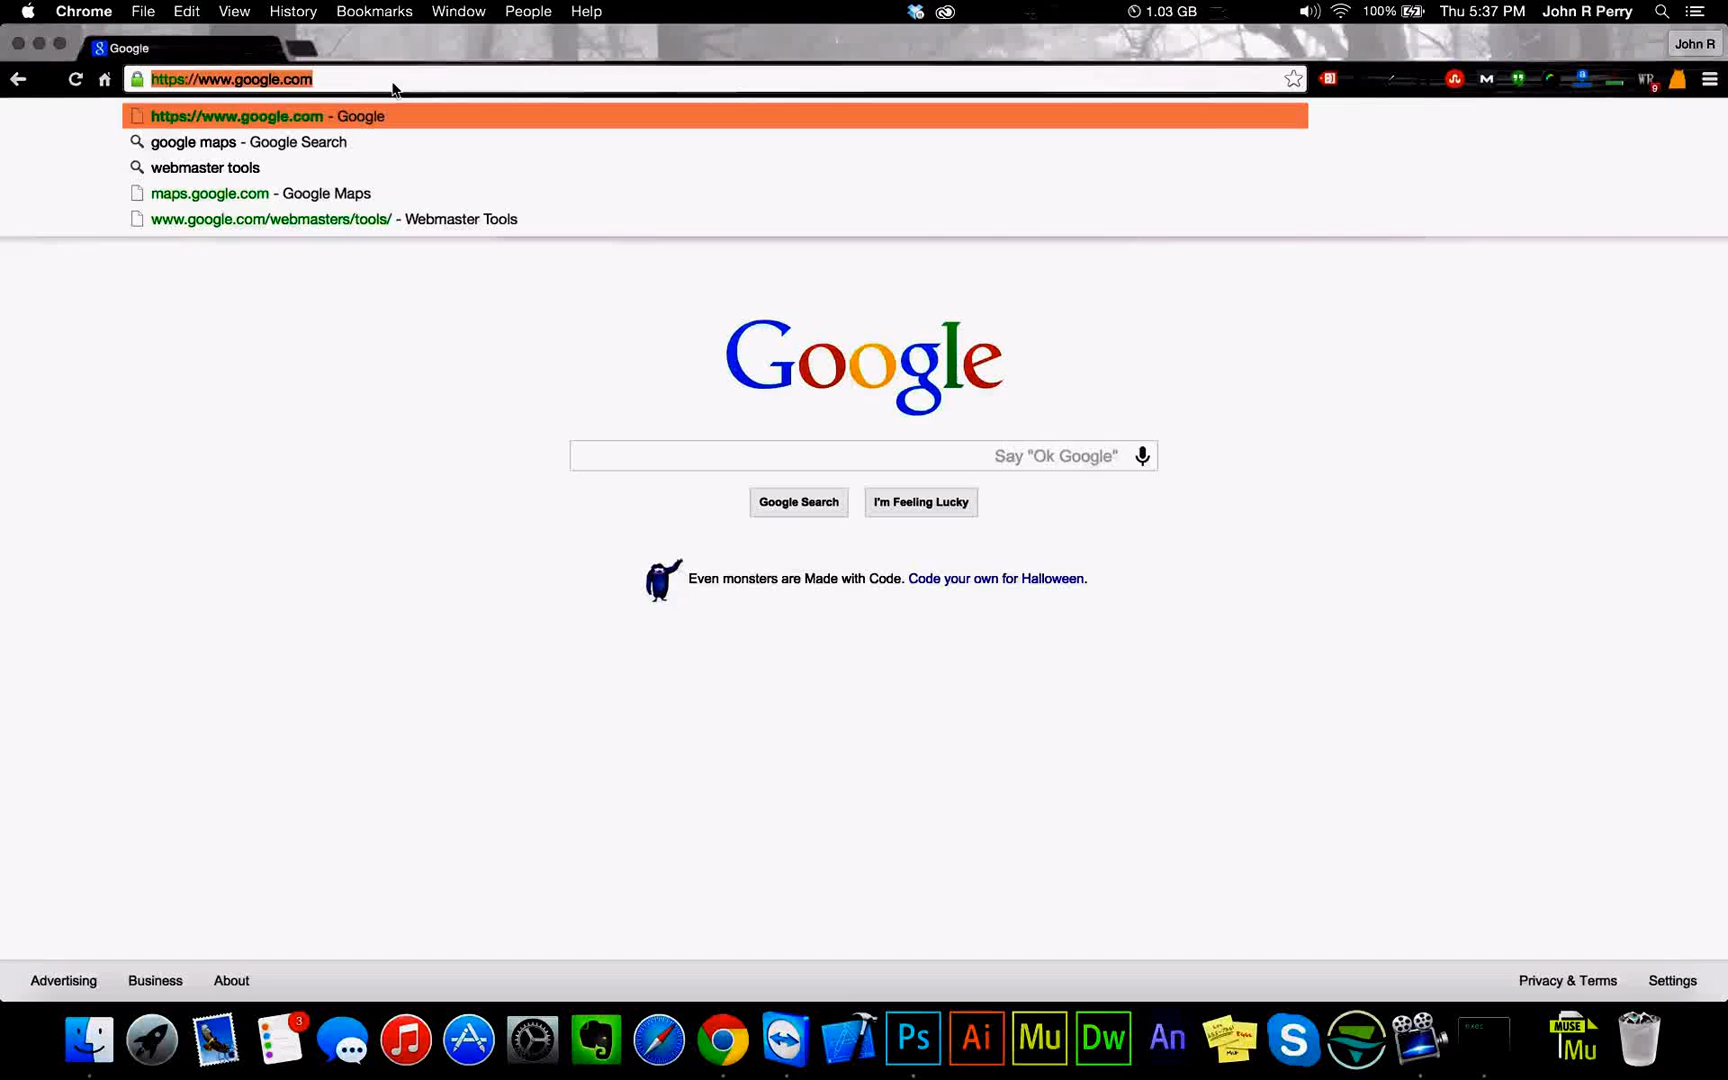 Chrome File Edit View History Bookmarks Window People Help 1.03 GB 100% Thu 5:37 PM John R Perry
Google John R
https://www.google.com
https://www.google.com - Google
google maps - Google Search
webmaster tools
maps.google.com - Google Maps
www.google.com/webmasters/tools/ - Webmaster Tools
Google
Say "Ok Google"
Google Search I'm Feeling Lucky
Even monsters are Made with Code. Code your own for Halloween.
Advertising Business About Privacy & Terms Settings
3 Ps Ai Mu Dw An MUSE Mu